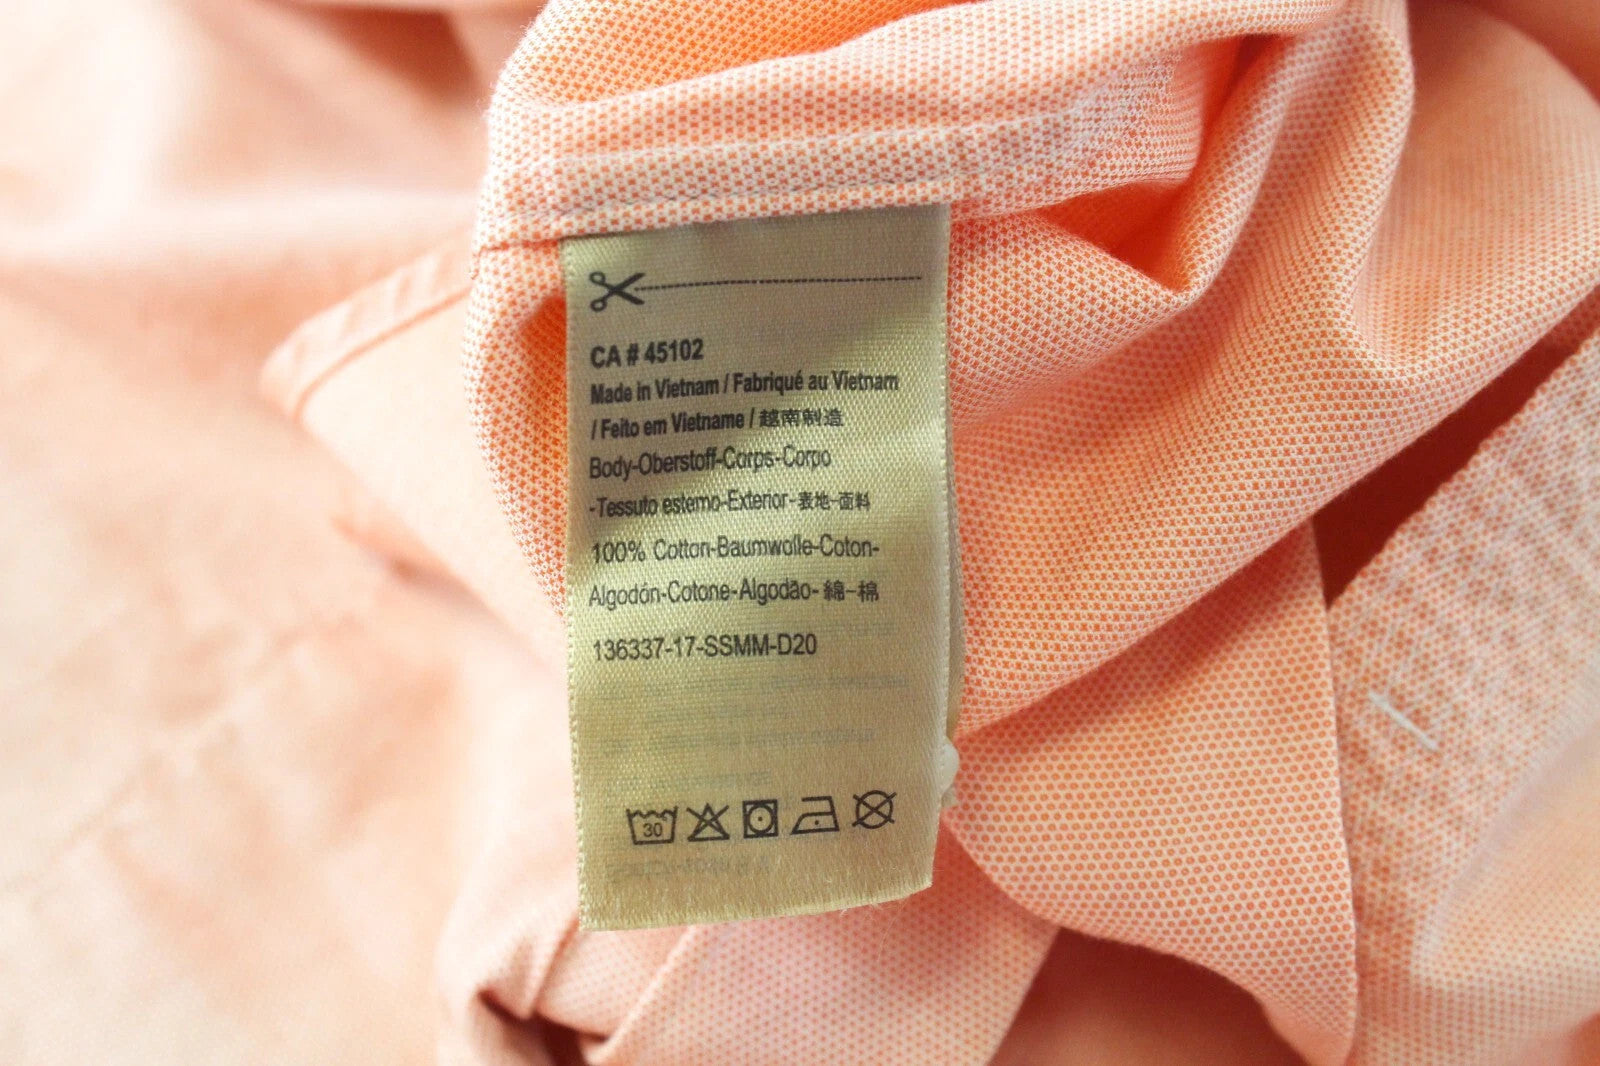 CA # 45102
Made in Vietnam / Fabriqué au Vietnam
/ Feito em Vietname / 越南制造
Body-Oberstoff-Corps-Corpo
-Tessuto esterno-Exterior-表地-面料
100% Cotton-Baumwolle-Coton-
Algodón-Cotone-Algodão- 綿-棉
136337-17-SSMM-D20
30